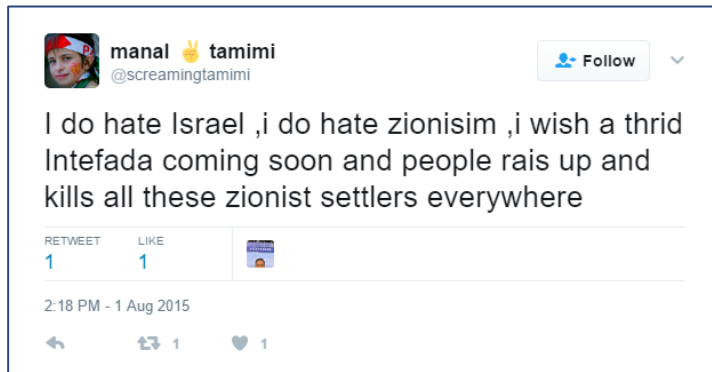 manal ✌ tamimi
@screamingtamimi
Follow
I do hate Israel ,i do hate zionisim ,i wish a thrid
Intefada coming soon and people rais up and
kills all these zionist settlers everywhere
RETWEET
1
LIKE
1
2:18 PM - 1 Aug 2015
1
1